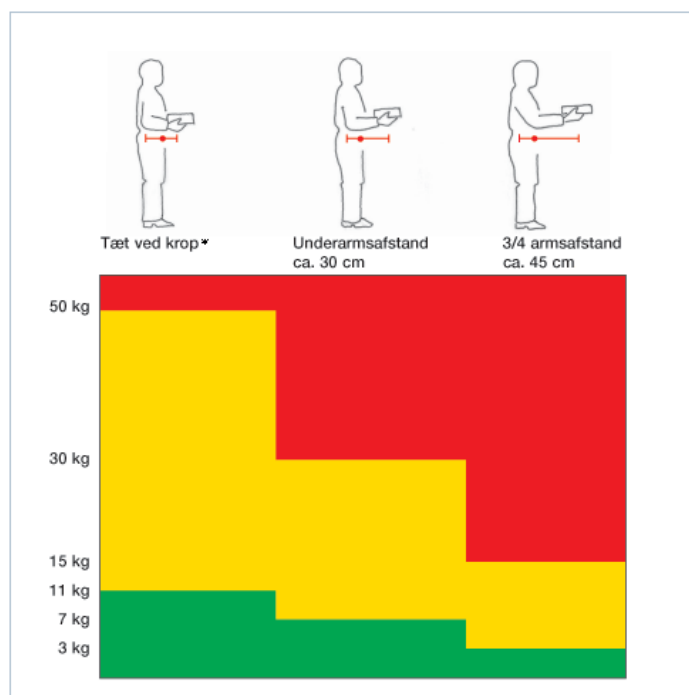 Tæt ved krop*
Underarmsafstand
ca. 30 cm
3/4 armsafstand
ca. 45 cm
50 kg
30 kg
15 kg
11 kg
7 kg
3 kg